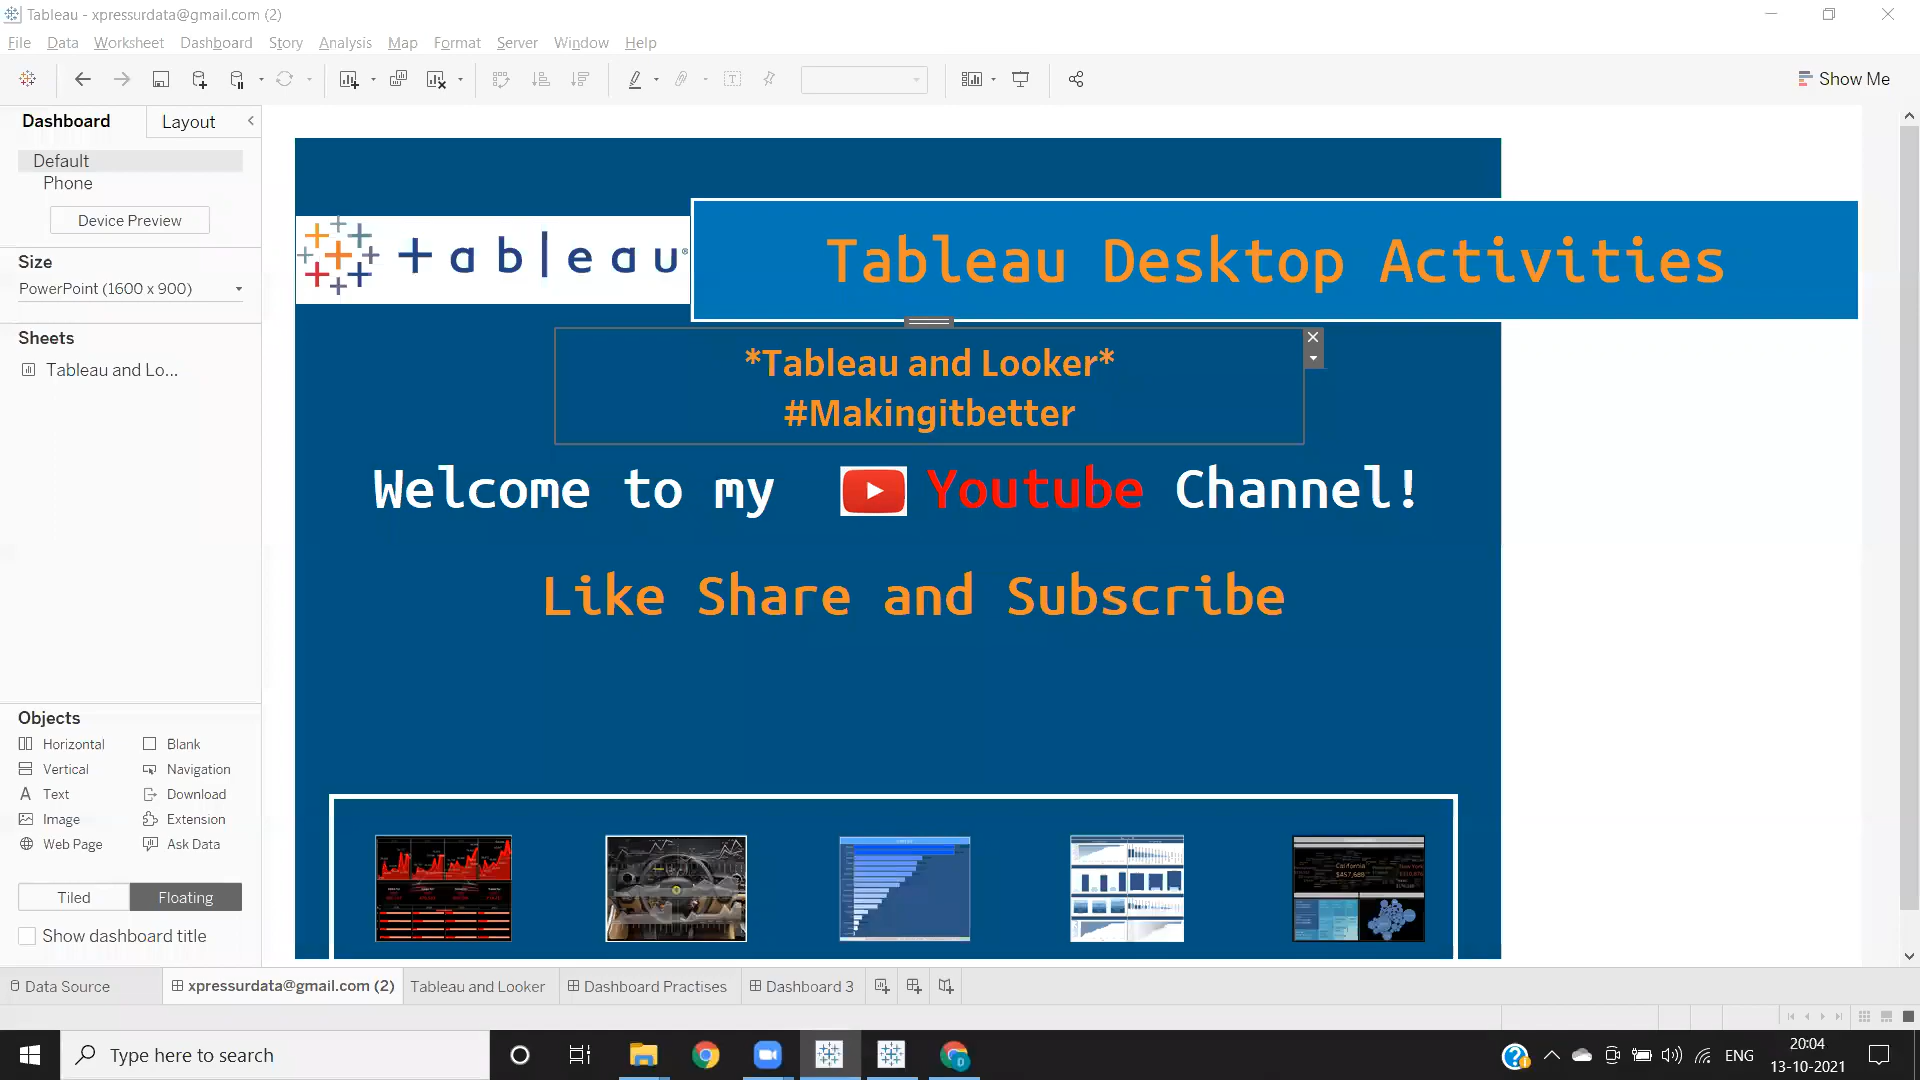 Tableau - xpressurdata@gmail.com (2)
File Data Worksheet Dashboard Story Analysis Map Format Server Window Help
Show Me
Dashboard Layout
Default
Phone
Device Preview
Size
PowerPoint (1600 x 900)
Sheets
Tableau and Lo...
+ableau®
Tableau Desktop Activities
*Tableau and Looker*
#Makingitbetter
Welcome to my Youtube Channel!
Like Share and Subscribe
California
$457,688
Objects
Horizontal Blank
Vertical Navigation
Text Download
Image Extension
Web Page Ask Data
Tiled Floating
Show dashboard title
Data Source xpressurdata@gmail.com (2) Tableau and Looker Dashboard Practises Dashboard 3
Type here to search
ENG
20:04
13-10-2021